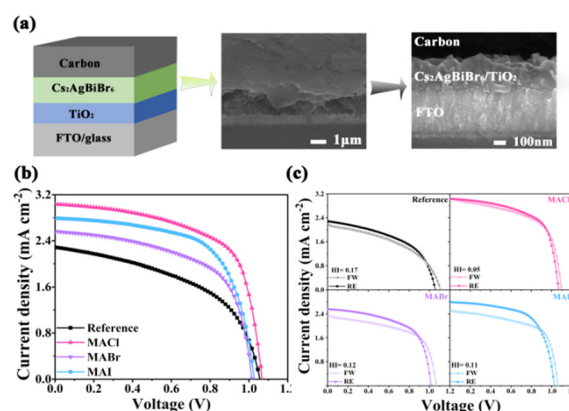 (a)
Carbon
Cs₂AgBiBr₆
TiO₂
FTO/glass
1μm
Carbon
Cs₂AgBiBr₆/TiO₂
FTO
100nm
(b)
Current density (mA cm⁻²)
3.2
2.4
1.6
0.8
0.0
Reference
MACl
MABr
MAI
0.0 0.2 0.4 0.6 0.8 1.0 1.2
Voltage (V)
(c)
Current density (mA cm⁻²)
Reference
HI= 0.17
FW
RE
MACl
HI= 0.05
FW
RE
MABr
HI= 0.12
FW
RE
HI= 0.11
FW
RE
Voltage (V)